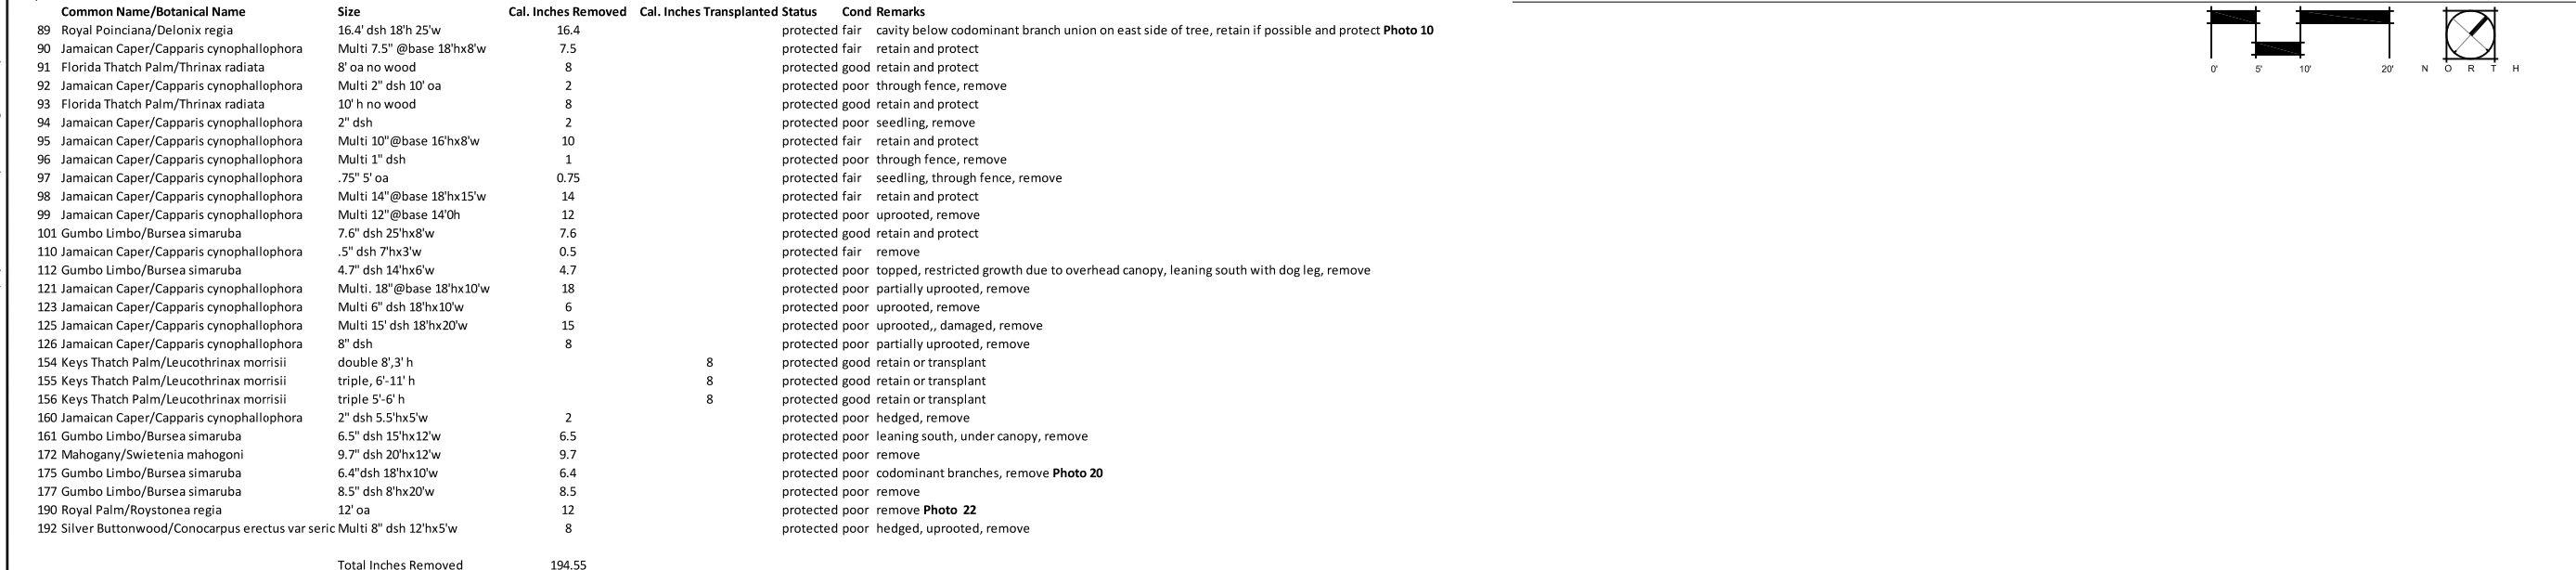 Common Name/Botanical Name Size Cal. Inches Removed Cal. Inches Transplanted Status Cond Remarks
89 Royal Poinciana/Delonix regia 16.4' dsh 18'h 25'w 16.4 protected fair cavity below codominant branch union on east side of tree, retain if possible and protect Photo 10
90 Jamaican Caper/Capparis cynophallophora Multi 7.5" @base 18'hx8'w 7.5 protected fair retain and protect
91 Florida Thatch Palm/Thrinax radiata 8' oa no wood 8 protected good retain and protect
92 Jamaican Caper/Capparis cynophallophora Multi 2" dsh 10' oa 2 protected poor through fence, remove
93 Florida Thatch Palm/Thrinax radiata 10' h no wood 8 protected good retain and protect
94 Jamaican Caper/Capparis cynophallophora 2" dsh 2 protected poor seedling, remove
95 Jamaican Caper/Capparis cynophallophora Multi 10"@base 16'hx8'w 10 protected fair retain and protect
96 Jamaican Caper/Capparis cynophallophora Multi 1" dsh 1 protected poor through fence, remove
97 Jamaican Caper/Capparis cynophallophora .75" 5' oa 0.75 protected fair seedling, through fence, remove
98 Jamaican Caper/Capparis cynophallophora Multi 14"@base 18'hx15'w 14 protected fair retain and protect
99 Jamaican Caper/Capparis cynophallophora Multi 12"@base 14'0h 12 protected poor uprooted, remove
101 Gumbo Limbo/Bursea simaruba 7.6" dsh 25'hx8'w 7.6 protected good retain and protect
110 Jamaican Caper/Capparis cynophallophora .5" dsh 7'hx3'w 0.5 protected fair remove
112 Gumbo Limbo/Bursea simaruba 4.7" dsh 14'hx6'w 4.7 protected poor topped, restricted growth due to overhead canopy, leaning south with dog leg, remove
121 Jamaican Caper/Capparis cynophallophora Multi. 18"@base 18'hx10'w 18 protected poor partially uprooted, remove
123 Jamaican Caper/Capparis cynophallophora Multi 6" dsh 18'hx10'w 6 protected poor uprooted, remove
125 Jamaican Caper/Capparis cynophallophora Multi 15' dsh 18'hx20'w 15 protected poor uprooted,, damaged, remove
126 Jamaican Caper/Capparis cynophallophora 8" dsh 8 protected poor partially uprooted, remove
154 Keys Thatch Palm/Leucothrinax morrisii double 8',3' h 8 protected good retain or transplant
155 Keys Thatch Palm/Leucothrinax morrisii triple, 6'-11' h 8 protected good retain or transplant
156 Keys Thatch Palm/Leucothrinax morrisii triple 5'-6' h 8 protected good retain or transplant
160 Jamaican Caper/Capparis cynophallophora 2" dsh 5.5'hx5'w 2 protected poor hedged, remove
161 Gumbo Limbo/Bursea simaruba 6.5" dsh 15'hx12'w 6.5 protected poor leaning south, under canopy, remove
172 Mahogany/Swietenia mahogoni 9.7" dsh 20'hx12'w 9.7 protected poor remove
175 Gumbo Limbo/Bursea simaruba 6.4"dsh 18'hx10'w 6.4 protected poor codominant branches, remove Photo 20
177 Gumbo Limbo/Bursea simaruba 8.5" dsh 8'hx20'w 8.5 protected poor remove
190 Royal Palm/Roystonea regia 12' oa 12 protected poor remove Photo 22
192 Silver Buttonwood/Conocarpus erectus var seric Multi 8" dsh 12'hx5'w 8 protected poor hedged, uprooted, remove
Total Inches Removed 194.55
0' 5' 10' 20' N O R T H